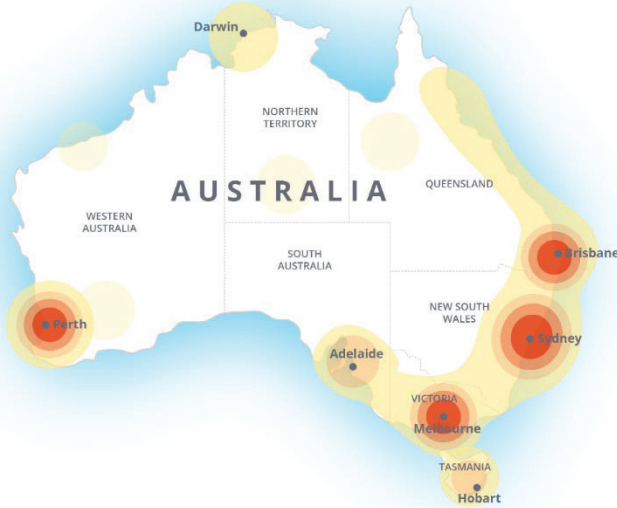 Darwin
NORTHERN
TERRITORY
AUSTRALIA
QUEENSLAND
WESTERN
AUSTRALIA
SOUTH
AUSTRALIA
Brisbane
NEW SOUTH
WALES
Perth
Sydney
Adelaide
VICTORIA
Melbourne
TASMANIA
Hobart